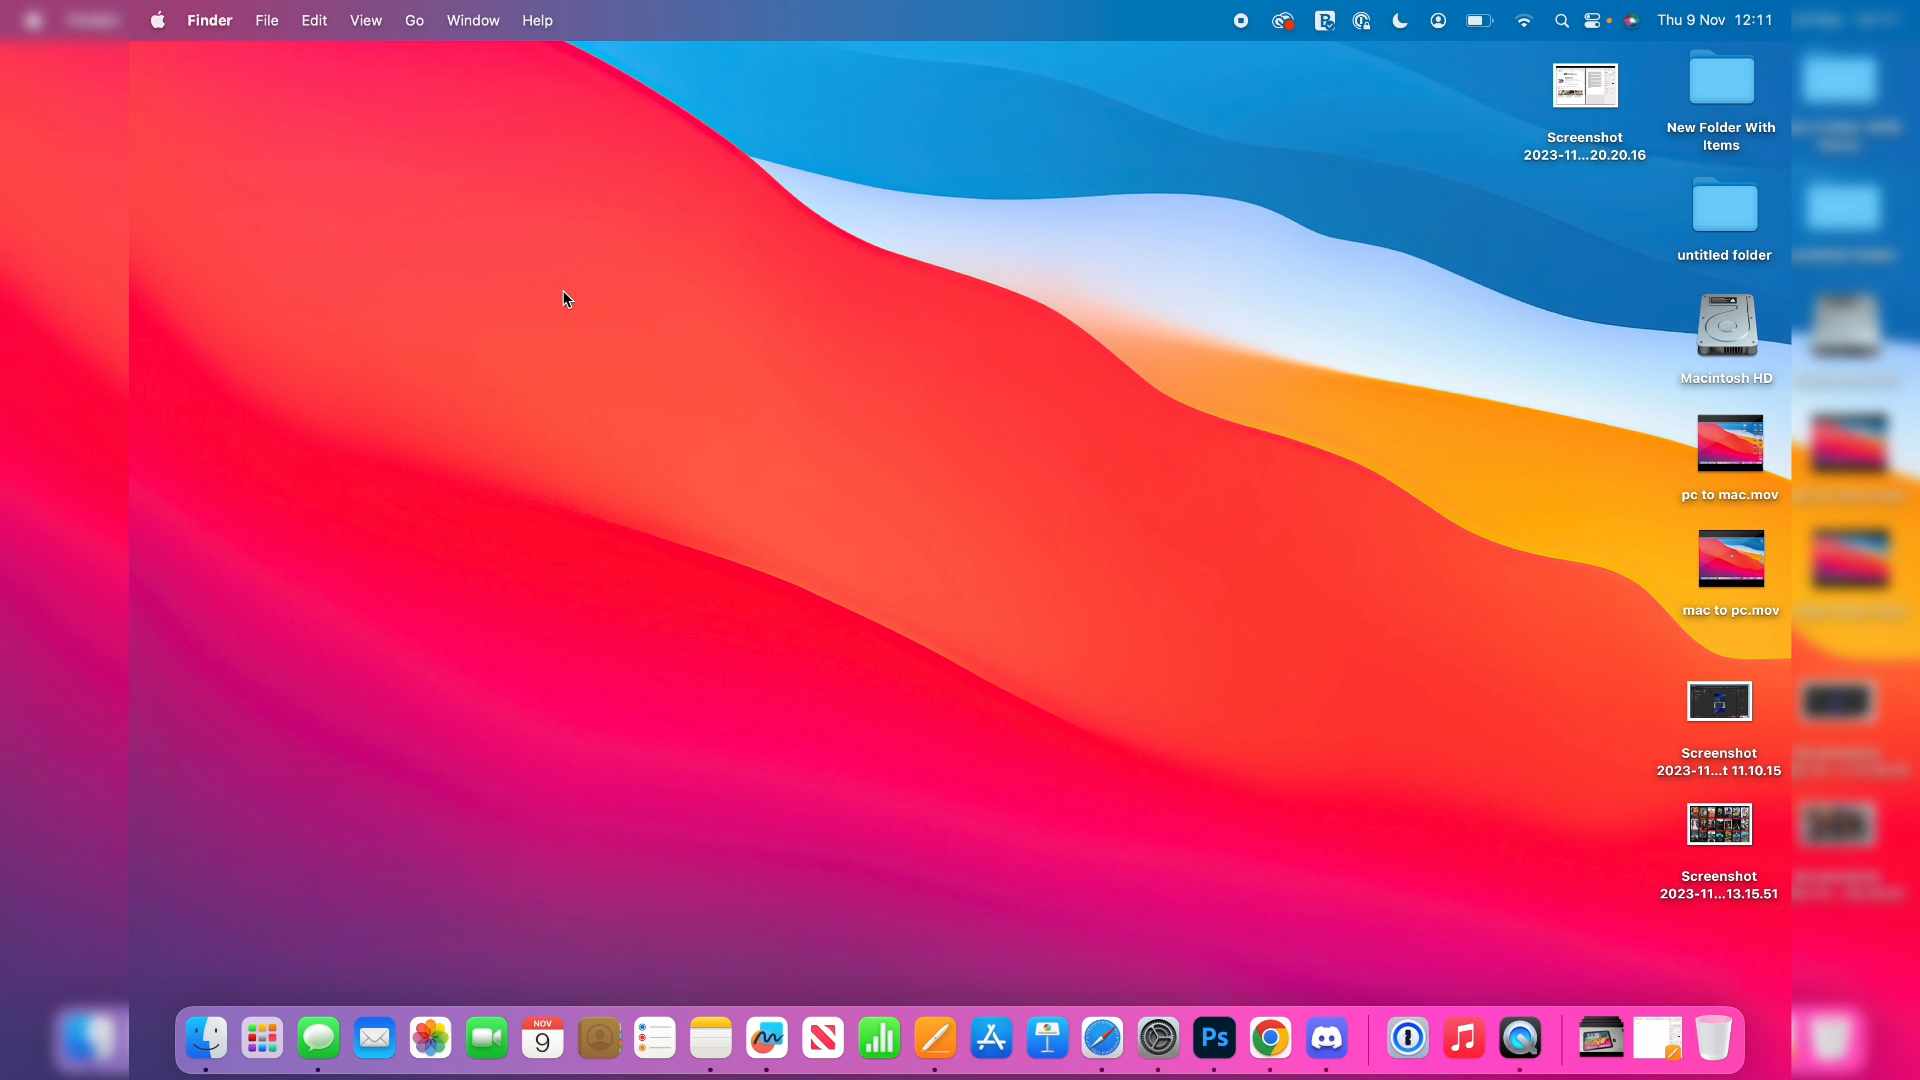 Finder File Edit View Go Window Help Thu 9 Nov 12:11
Screenshot
2023-11...20.20.16
New Folder With
Items
untitled folder
Macintosh HD
pc to mac.mov
mac to pc.mov
Screenshot
2023-11...t 11.10.15
Screenshot
2023-11...13.15.51
NOV
9
Ps